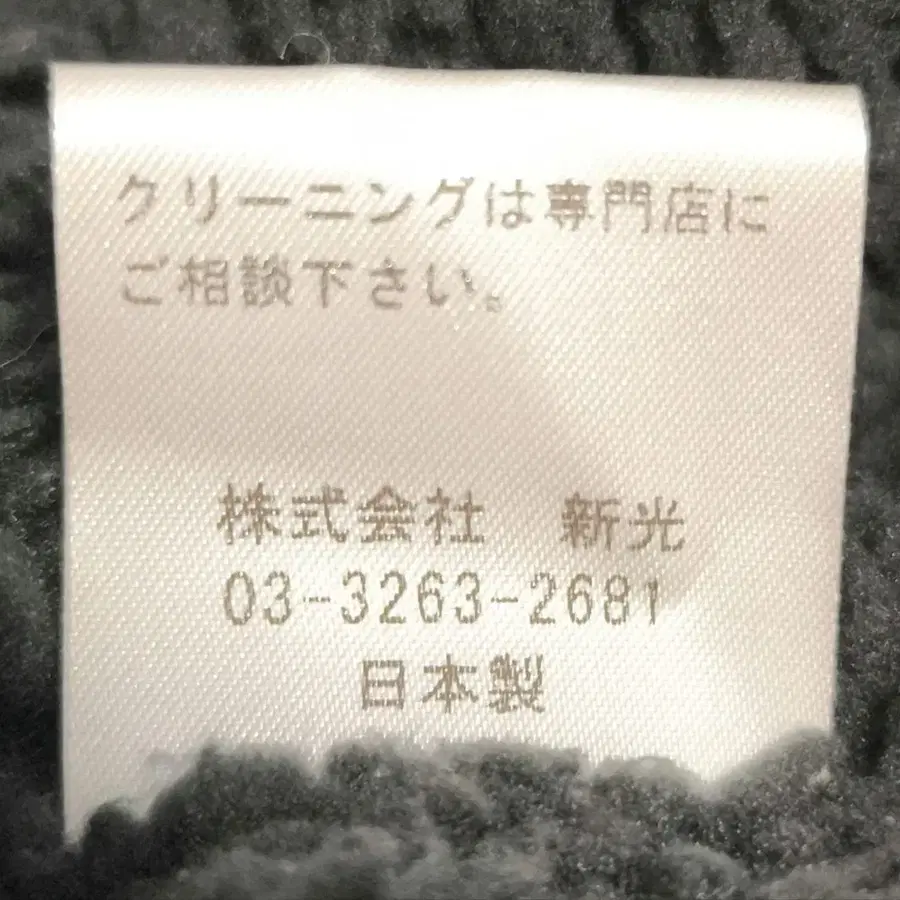 クリーニングは専門店に
ご相談下さい。
株式会社　新光
03-3263-2681
日本製